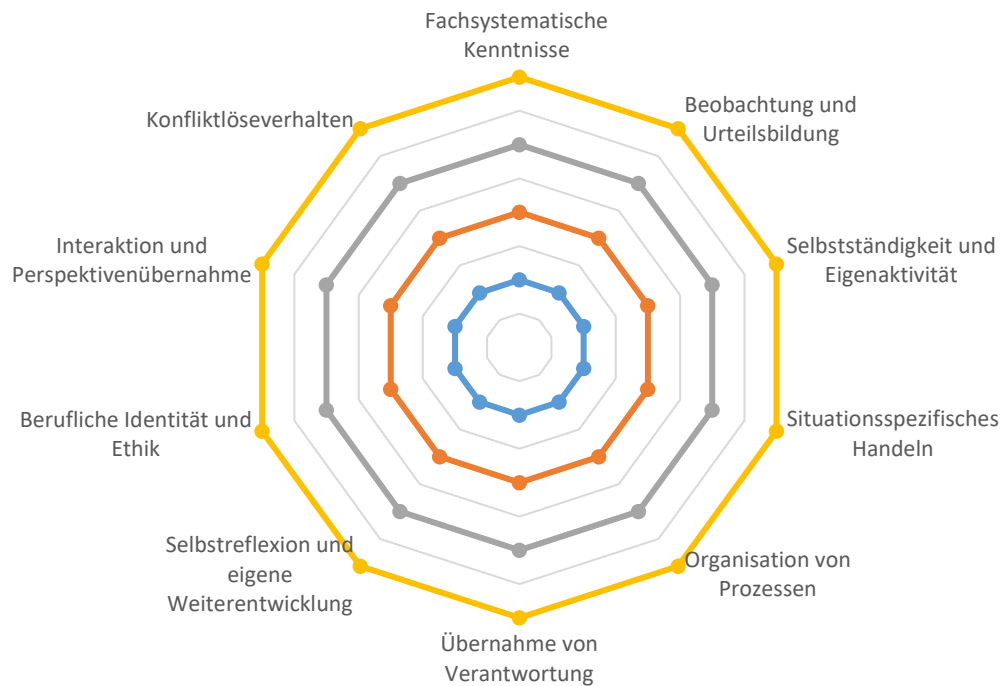 Fachsystematische
Kenntnisse
Beobachtung und
Urteilsbildung
Selbstständigkeit und
Eigenaktivität
Situationsspezifisches
Handeln
Organisation von
Prozessen
Übernahme von
Verantwortung
Selbstreflexion und
eigene
Weiterentwicklung
Berufliche Identität und
Ethik
Interaktion und
Perspektivenübernahme
Konfliktlöseverhalten